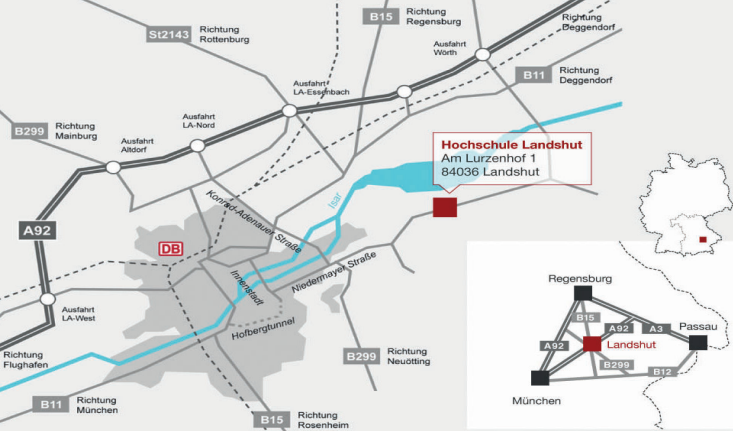 St2143
Richtung
Rottenburg
B15
Richtung
Regensburg
Richtung
Deggendorf
Ausfahrt
Wörth
B11
Richtung
Deggendorf
Ausfahrt
LA-Essenbach
B299
Richtung
Mainburg
Ausfahrt
LA-Nord
Ausfahrt
Altdorf
Hochschule Landshut
Am Lurzenhof 1
84036 Landshut
Isar
Konrad-Adenauer Straße
A92
DB
Innenstadt
Niedermayer Straße
Ausfahrt
LA-West
Hofbergtunnel
Richtung
Flughafen
B299
Richtung
Neuötting
B11
Richtung
München
B15
Richtung
Rosenheim
Regensburg
B15
A92
A3
Passau
A92
Landshut
B299
B12
München